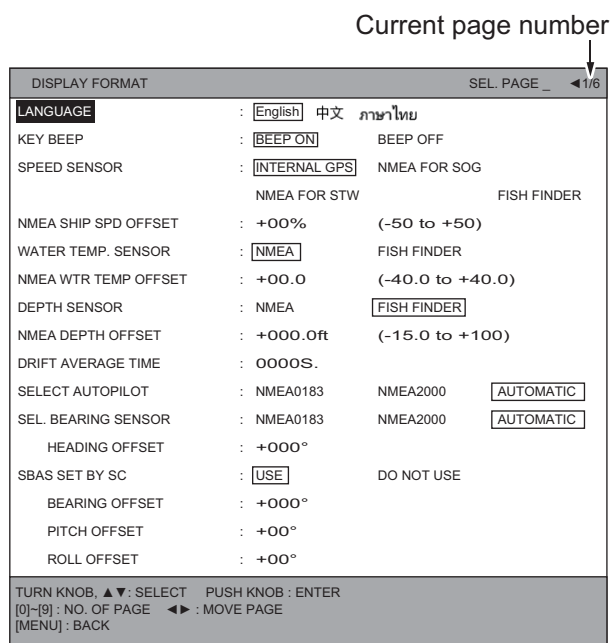 Current page number
DISPLAY FORMAT SEL. PAGE _ ◄1/6
LANGUAGE : English 中文 ภาษาไทย
KEY BEEP : BEEP ON BEEP OFF
SPEED SENSOR : INTERNAL GPS NMEA FOR SOG
NMEA FOR STW FISH FINDER
NMEA SHIP SPD OFFSET : +00% (-50 to +50)
WATER TEMP. SENSOR : NMEA FISH FINDER
NMEA WTR TEMP OFFSET : +00.0 (-40.0 to +40.0)
DEPTH SENSOR : NMEA FISH FINDER
NMEA DEPTH OFFSET : +000.0ft (-15.0 to +100)
DRIFT AVERAGE TIME : 0000S.
SELECT AUTOPILOT : NMEA0183 NMEA2000 AUTOMATIC
SEL. BEARING SENSOR : NMEA0183 NMEA2000 AUTOMATIC
HEADING OFFSET : +000°
SBAS SET BY SC : USE DO NOT USE
BEARING OFFSET : +000°
PITCH OFFSET : +00°
ROLL OFFSET : +00°
TURN KNOB, ▲▼: SELECT PUSH KNOB : ENTER
[0]~[9] : NO. OF PAGE ◄► : MOVE PAGE
[MENU] : BACK